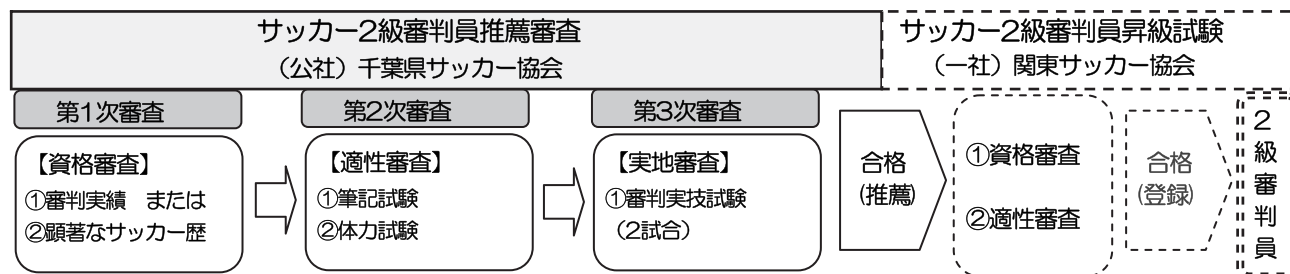 サッカー2級審判員推薦審査
（公社）千葉県サッカー協会
サッカー2級審判員昇級試験
（一社）関東サッカー協会
第1次審査
【資格審査】
①審判実績　または
②顕著なサッカー歴
第2次審査
【適性審査】
①筆記試験
②体力試験
第3次審査
【実地審査】
①審判実技試験
（2試合）
合格
(推薦)
①資格審査
②適性審査
合格
(登録)
2級審判員